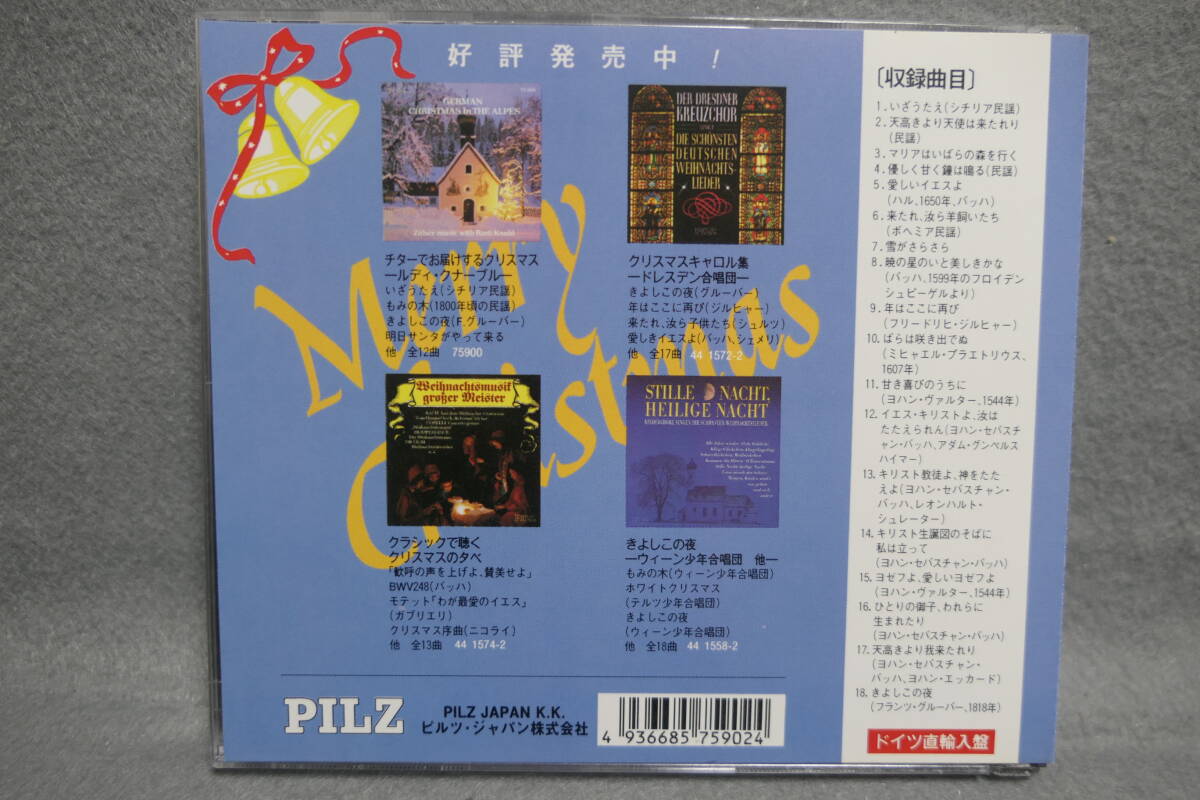 好評発売中!
Merry
Christmas
GERMAN
CHRISTMAS IN THE ALPES
Zither music with Rudi Knabl
チターでお届けするクリスマス
ールディ・クナーブルー
いざうたえ(シチリア民謡)
もみの木(1800年頃の民謡)
きよしこの夜(F.グルーバー)
明日サンタがやって来る
他 全12曲 75900
DER DRESDNER
KREUZCHOR
SINGT
DIE SCHÖNSTEN
DEUTSCHEN
WEIHNACHTS-
LIEDER
クリスマスキャロル集
ードレスデン合唱団ー
きよしこの夜(グルーバー)
年はここに再び(ジルヒャー)
来たれ、汝ら子供たち(シュルツ)
愛しきイエスよ(バッハ、シェメリ)
他 全17曲 44 1572-2
Weihnachtsmusik
großer Meister
クラシックで聴く
クリスマスの夕べ
「歓呼の声を上げよ、賛美せよ」
BWV248(バッハ)
モテット「わが最愛のイエス」
(ガブリエリ)
クリスマス序曲(ニコライ)
他 全13曲 44 1574-2
STILLE NACHT,
HEILIGE NACHT
きよしこの夜
ーウィーン少年合唱団 他ー
もみの木(ウィーン少年合唱団)
ホワイトクリスマス
(テルツ少年合唱団)
きよしこの夜
(ウィーン少年合唱団)
他 全18曲 44 1558-2
PILZ
PILZ JAPAN K.K.
ピルツ・ジャパン株式会社
4 936685 759024
〔収録曲目〕
1. いざうたえ(シチリア民謡)
2. 天高きより天使は来たれり
(民謡)
3. マリアはいばらの森を行く
4. 優しく甘く鐘は鳴る(民謡)
5. 愛しいイエスよ
(ハル、1650年、バッハ)
6. 来たれ、汝ら羊飼いたち
(ボヘミア民謡)
7. 雪がさらさら
8. 暁の星のいと美しきかな
(バッハ、1599年のフロイデン
シュピーゲルより)
9. 年はここに再び
(フリードリヒ・ジルヒャー)
10. ばらは咲き出でぬ
(ミヒャエル・プラエトリウス、
1607年)
11. 甘き喜びのうちに
(ヨハン・ヴァルター、1544年)
12. イエス・キリストよ、汝は
たたえられん(ヨハン・セバスチ
ャン・バッハ、アダム・グンペルス
ハイマー)
13. キリスト教徒よ、神をたた
えよ(ヨハン・セバスチャン・
バッハ、レオンハルト・
シュレーター)
14. キリスト生誕図のそばに
私は立って
(ヨハン・セバスチャン・バッハ)
15. ヨゼフよ、愛しいヨゼフよ
(ヨハン・ヴァルター、1544年)
16. ひとりの御子、われらに
生まれたり
(ヨハン・セバスチャン・バッハ)
17. 天高きより我来たれり
(ヨハン・セバスチャン・
バッハ、ヨハン・エッカード)
18. きよしこの夜
(フランツ・グルーバー、1818年)
ドイツ直輸入盤